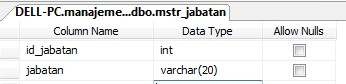 DELL-PC.manajeme...dbo.mstr_jabatan
Column Name Data Type Allow Nulls
id_jabatan int
jabatan varchar(20)